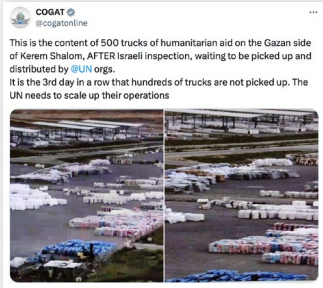 COGAT
@cogatonline
This is the content of 500 trucks of humanitarian aid on the Gazan side
of Kerem Shalom, AFTER Israeli inspection, waiting to be picked up and
distributed by @UN orgs.
It is the 3rd day in a row that hundreds of trucks are not picked up. The
UN needs to scale up their operations